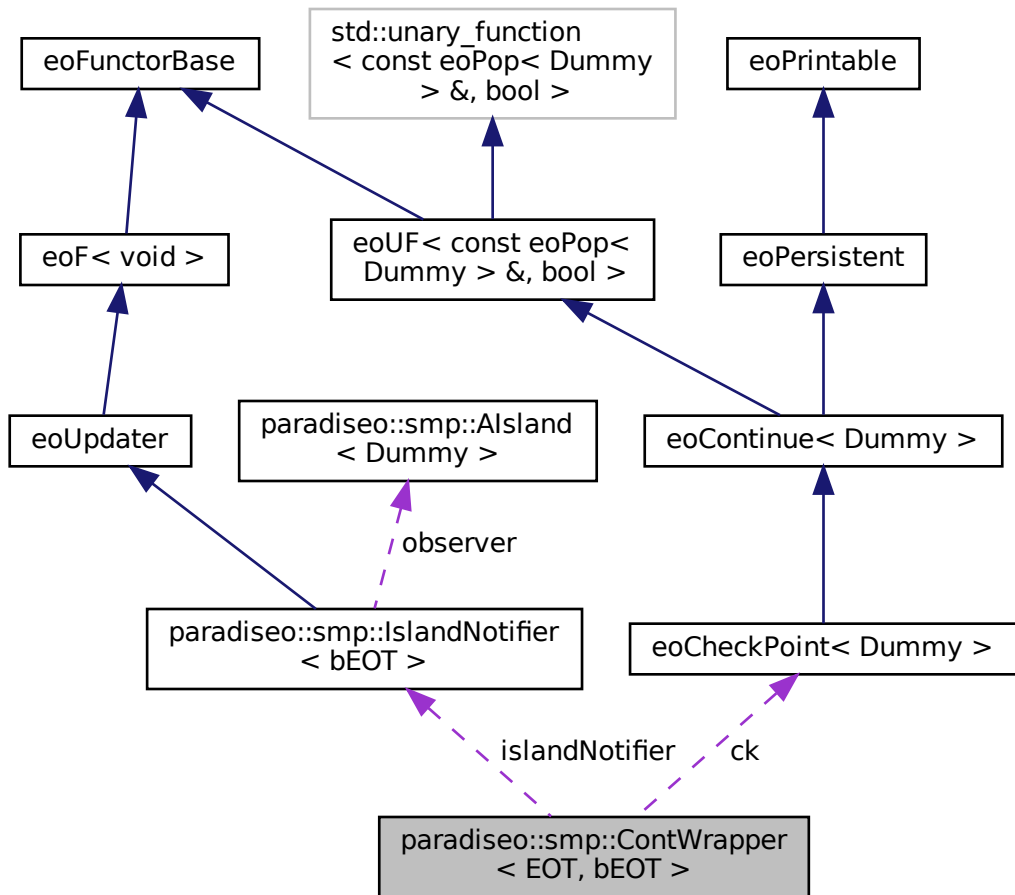 std::unary_function
< const eoPop< Dummy
> &, bool >
eoFunctorBase
eoPrintable
eoF< void >
eoUF< const eoPop<
Dummy > &, bool >
eoPersistent
eoUpdater
paradiseo::smp::AIsland
< Dummy >
eoContinue< Dummy >
observer
paradiseo::smp::IslandNotifier
< bEOT >
eoCheckPoint< Dummy >
islandNotifier
ck
paradiseo::smp::ContWrapper
< EOT, bEOT >